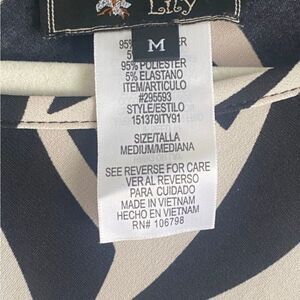 Lily
M
95% POLIESTER
5% ELASTANO
ITEM/ARTICULO
#295593
STYLE/ESTILO
151379ITY91
SIZE/TALLA
MEDIUM/MEDIANA
SEE REVERSE FOR CARE
VER AL REVERSO
PARA CUIDADO
MADE IN VIETNAM
HECHO EN VIETNAM
RN# 106798